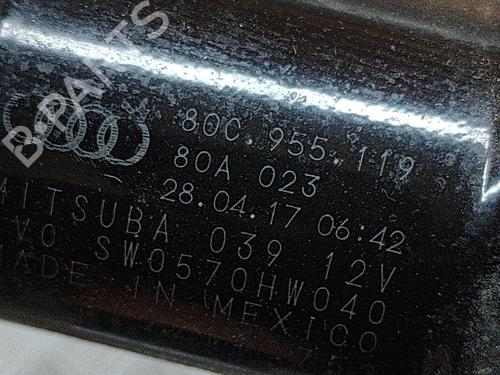 B-PARTS
80C.955.119
80A 023
28.04.17 06:42
MITSUBA 039 12V
SW0570HW040
MADE IN MEXICO